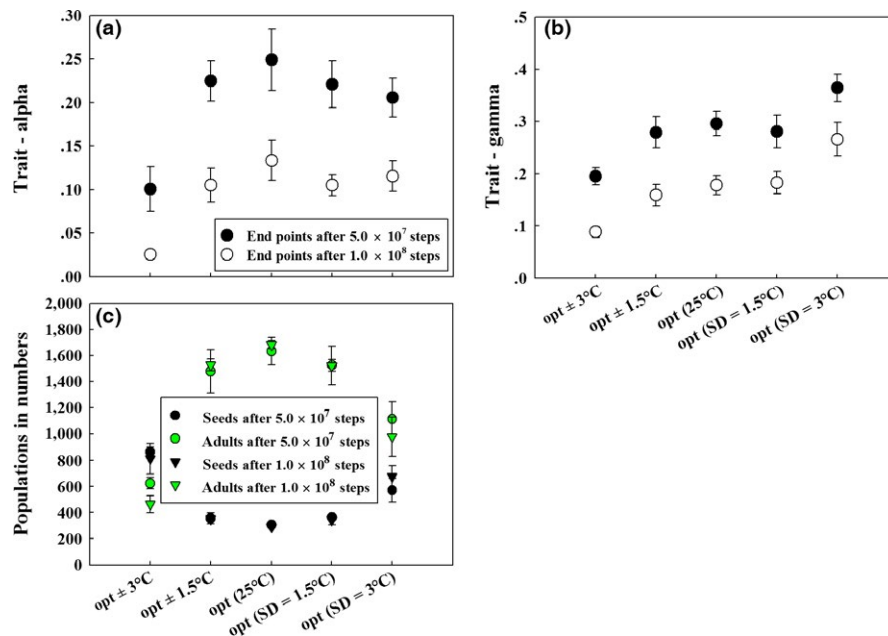 (a)
Trait - alpha
.30
.25
.20
.15
.10
.05
.00
End points after 5.0 × 10⁷ steps
End points after 1.0 × 10⁸ steps
(b)
Trait - gamma
.5
.4
.3
.2
.1
.0
opt ± 3°C
opt ± 1.5°C
opt (25°C)
opt (SD = 1.5°C)
opt (SD = 3°C)
(c)
Populations in numbers
2,000
1,800
1,600
1,400
1,200
1,000
800
600
400
200
0
Seeds after 5.0 × 10⁷ steps
Adults after 5.0 × 10⁷ steps
Seeds after 1.0 × 10⁸ steps
Adults after 1.0 × 10⁸ steps
opt ± 3°C
opt ± 1.5°C
opt (25°C)
opt (SD = 1.5°C)
opt (SD = 3°C)